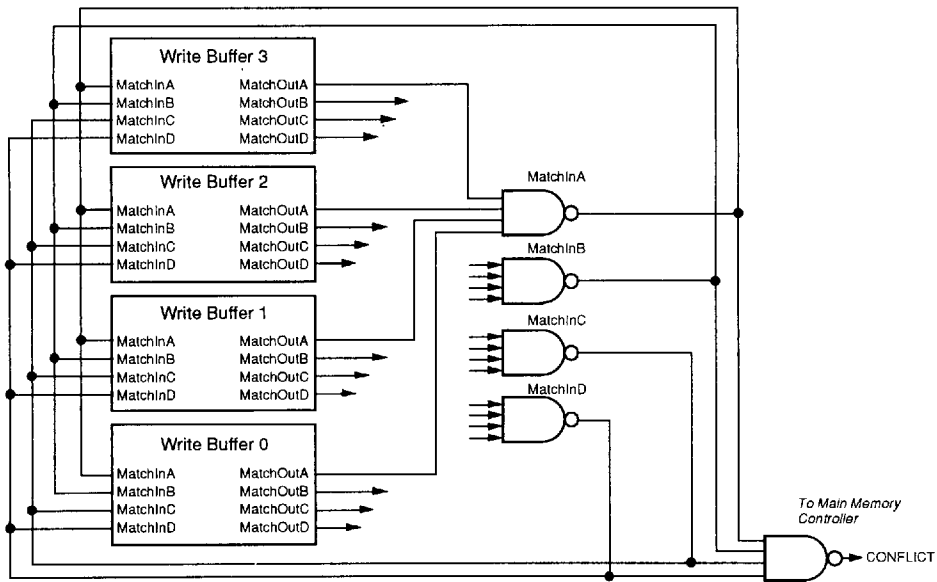 Write Buffer 3
MatchInA MatchOutA
MatchInB MatchOutB
MatchInC MatchOutC
MatchInD MatchOutD
Write Buffer 2
MatchInA MatchOutA
MatchInB MatchOutB
MatchInC MatchOutC
MatchInD MatchOutD
Write Buffer 1
MatchInA MatchOutA
MatchInB MatchOutB
MatchInC MatchOutC
MatchInD MatchOutD
Write Buffer 0
MatchInA MatchOutA
MatchInB MatchOutB
MatchInC MatchOutC
MatchInD MatchOutD
MatchInA
MatchInB
MatchInC
MatchInD
To Main Memory
Controller
CONFLICT